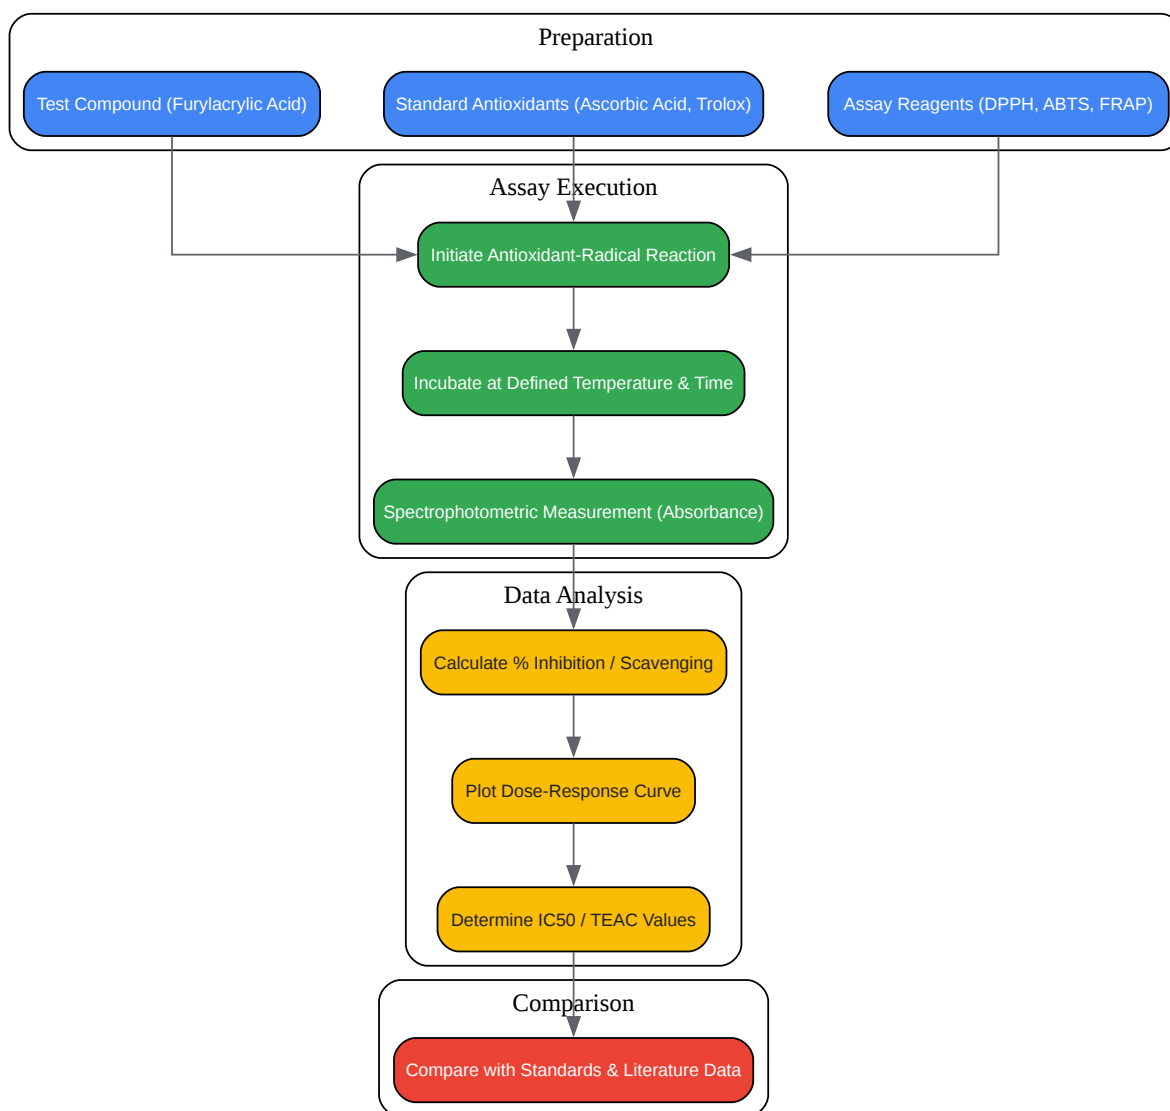 Preparation
Test Compound (Furylacrylic Acid)
Standard Antioxidants (Ascorbic Acid, Trolox)
Assay Reagents (DPPH, ABTS, FRAP)
Assay Execution
Initiate Antioxidant-Radical Reaction
Incubate at Defined Temperature & Time
Spectrophotometric Measurement (Absorbance)
Data Analysis
Calculate % Inhibition / Scavenging
Plot Dose-Response Curve
Determine IC50 / TEAC Values
Comparison
Compare with Standards & Literature Data